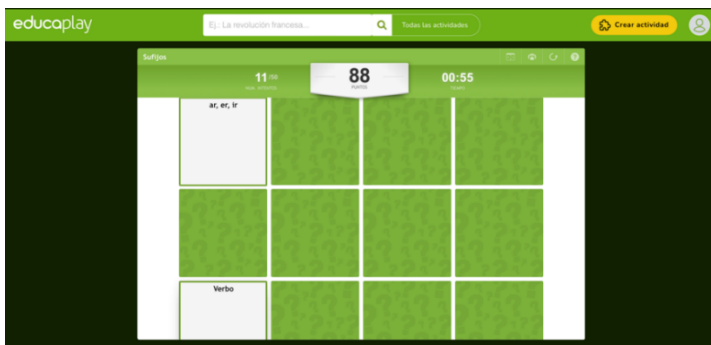 educaplay
Ej.: La revolución francesa...
Todas las actividades
Crear actividad
Sufijos
11
88
PUNTOS
00:55
TIEMPO
ar, er, ir
Verbo